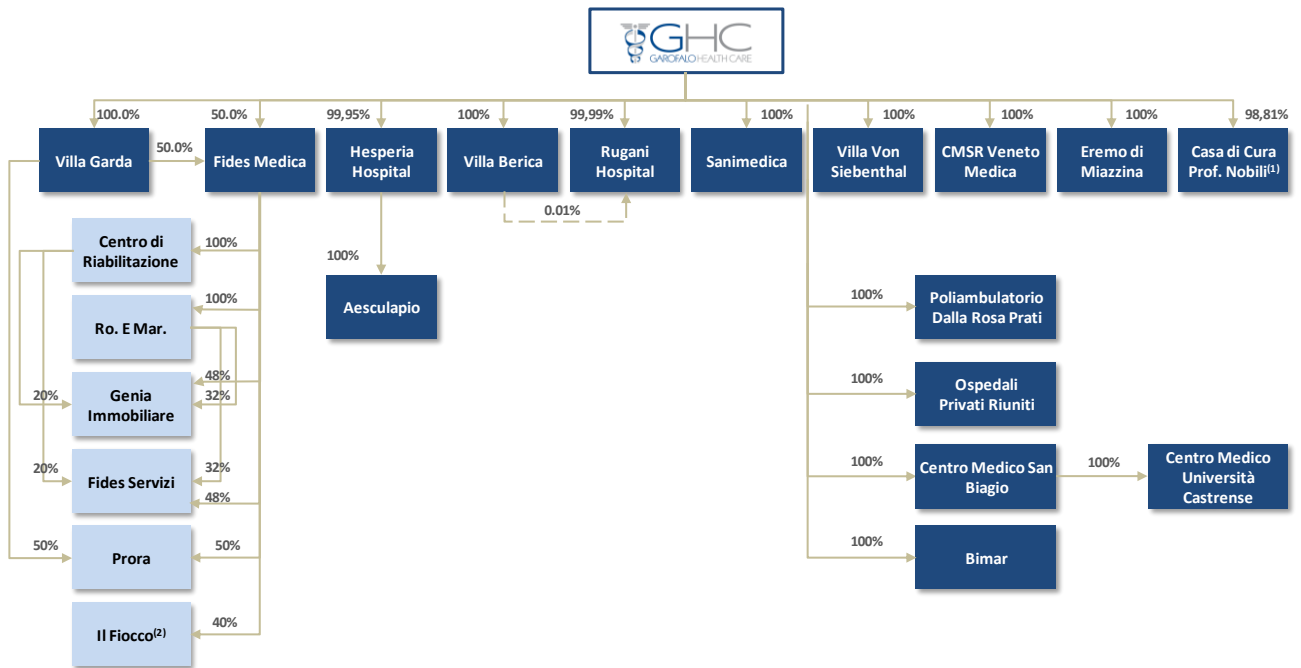 GHC
GAROFALO HEALTH CARE
100.0%
50.0%
99,95%
100%
99,99%
100%
100%
100%
100%
98,81%
Villa Garda
50.0%
Fides Medica
Hesperia
Hospital
Villa Berica
Rugani
Hospital
Sanimedica
Villa Von
Siebenthal
CMSR Veneto
Medica
Eremo di
Miazzina
Casa di Cura
Prof. Nobili(1)
0.01%
Centro di
Riabilitazione
100%
100%
Aesculapio
100%
Ro. E Mar.
100%
Poliambulatorio
Dalla Rosa Prati
20%
Genia
Immobiliare
48%
32%
100%
Ospedali
Privati Riuniti
20%
Fides Servizi
32%
48%
100%
Centro Medico San
Biagio
100%
Centro Medico
Università
Castrense
50%
Prora
50%
100%
Bimar
Il Fiocco(2)
40%